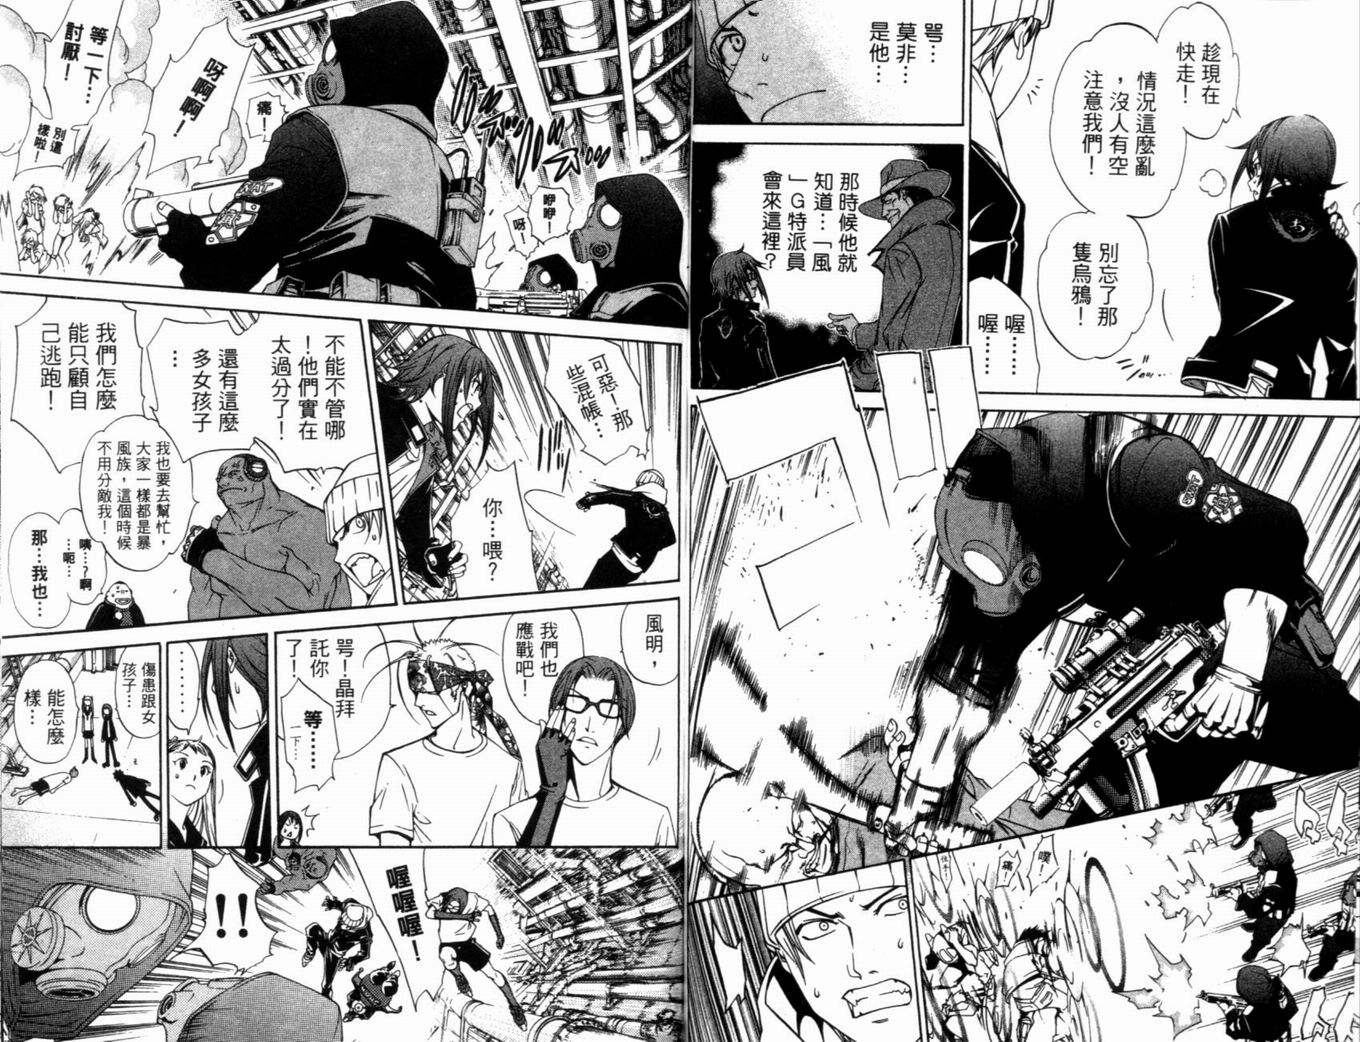 趁現在
快走！
情況這麼亂
，沒人有空
注意我們！
別忘了那
隻烏鴉！
喔…
喔……
咢…
莫非…
是他…
那時候他就
知道…「風
」G特派員
會來這裡？
噗！
痛！
等一下…
討厭！
呀啊啊！
痛！
別這
樣啦！
咿咿！
呀！
可惡！那
些混帳…
你…喂？
不能不管哪
！他們實在
太過分了！
還有這麼
多女孩子
…
我們怎麼
能只顧自
己逃跑！
我也要去幫忙，
大家一樣都是暴
風族，這個時候
不用分敵我！
咦…？啊
…呃…
那…我也…
風明，
我們也
應戰吧！
咢！晶拜
託你
了！
等……
一下…
……
傷患跟女
孩子…
能怎麼
樣…
喔喔喔！
！！